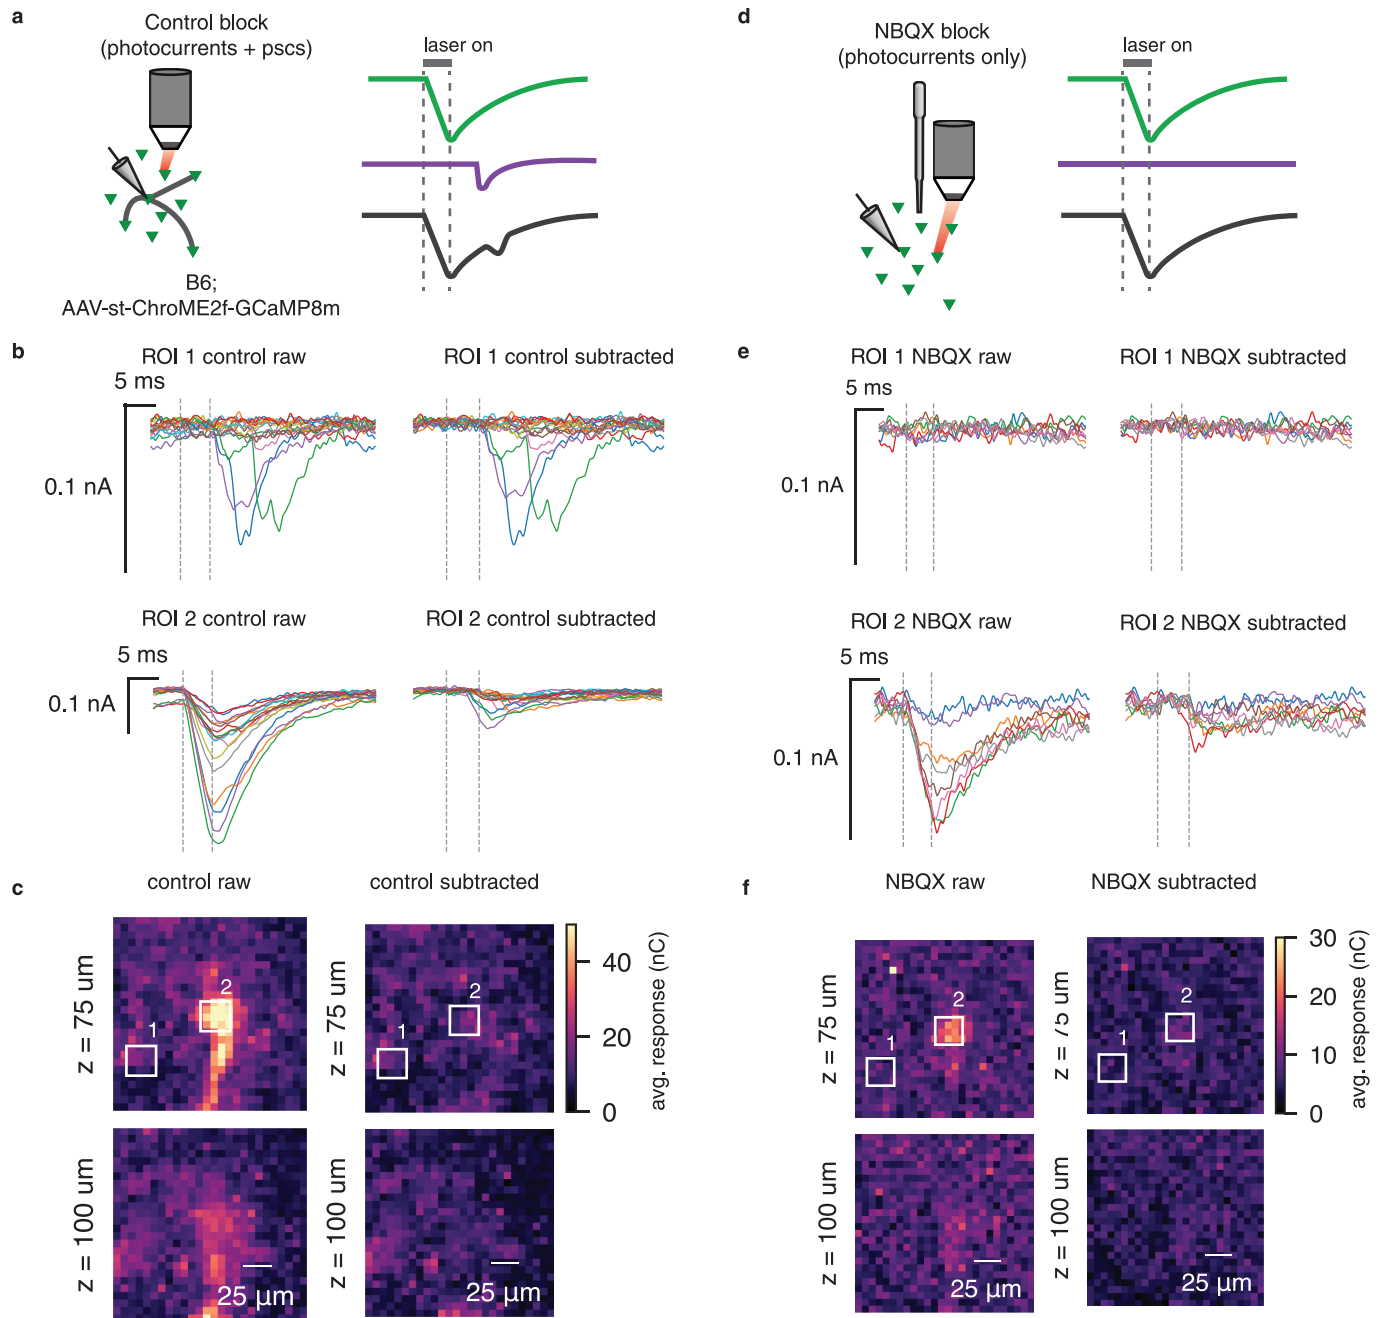 a
Control block
(photocurrents + pscs)
laser on
B6;
AAV-st-ChroME2f-GCaMP8m
d
NBQX block
(photocurrents only)
laser on
b
ROI 1 control raw
ROI 1 control subtracted
5 ms
0.1 nA
ROI 2 control raw
ROI 2 control subtracted
5 ms
0.1 nA
e
ROI 1 NBQX raw
ROI 1 NBQX subtracted
5 ms
0.1 nA
ROI 2 NBQX raw
ROI 2 NBQX subtracted
5 ms
0.1 nA
c
control raw
control subtracted
z = 75 um
2
1
z = 75 um
2
1
40
20
0
avg. response (nC)
z = 100 um
25 µm
z = 100 um
25 µm
f
NBQX raw
NBQX subtracted
z = 75 um
2
1
z = 75 um
2
1
30
20
10
0
avg. response (nC)
z = 100 um
25 µm
z = 100 um
25 µm